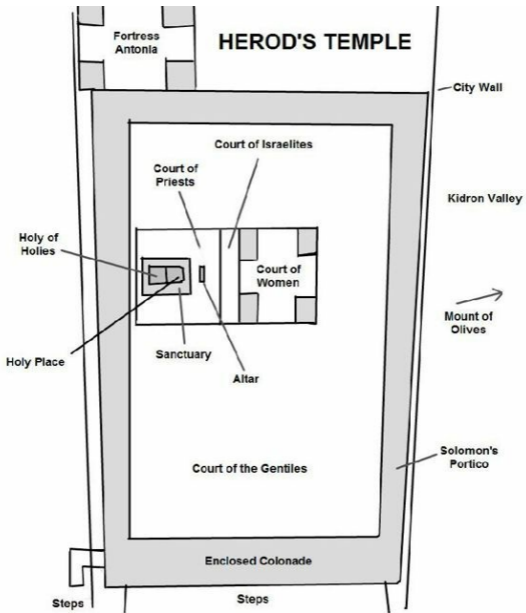 Fortress
Antonia
HEROD'S TEMPLE
City Wall
Court of Israelites
Court of
Priests
Kidron Valley
Holy of
Holies
Court of
Women
Mount of
Olives
Holy Place
Sanctuary
Altar
Solomon's
Portico
Court of the Gentiles
Enclosed Colonade
Steps
Steps